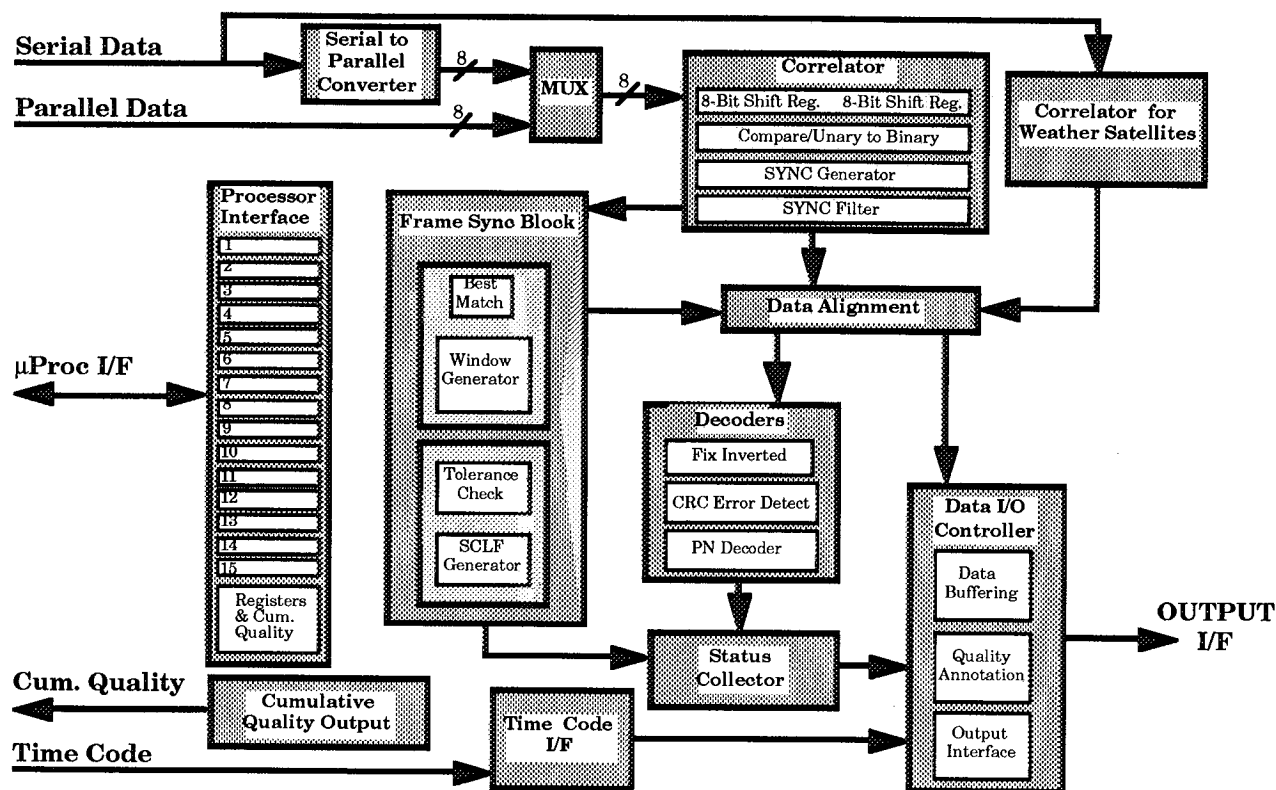 Serial Data
Serial to
Parallel
Converter
8
MUX
8
Parallel Data
8
Correlator
8-Bit Shift Reg. 8-Bit Shift Reg.
Compare/Unary to Binary
SYNC Generator
SYNC Filter
Correlator for
Weather Satellites
Processor
Interface
1
2
3
4
5
6
7
8
9
10
11
12
13
14
15
Registers
& Cum.
Quality
µProc I/F
Frame Sync Block
Best
Match
Window
Generator
Tolerance
Check
SCLF
Generator
Data Alignment
Decoders
Fix Inverted
CRC Error Detect
PN Decoder
Status
Collector
Data I/O
Controller
Data
Buffering
Quality
Annotation
Output
Interface
OUTPUT
I/F
Cum. Quality
Cumulative
Quality Output
Time Code
Time Code
I/F